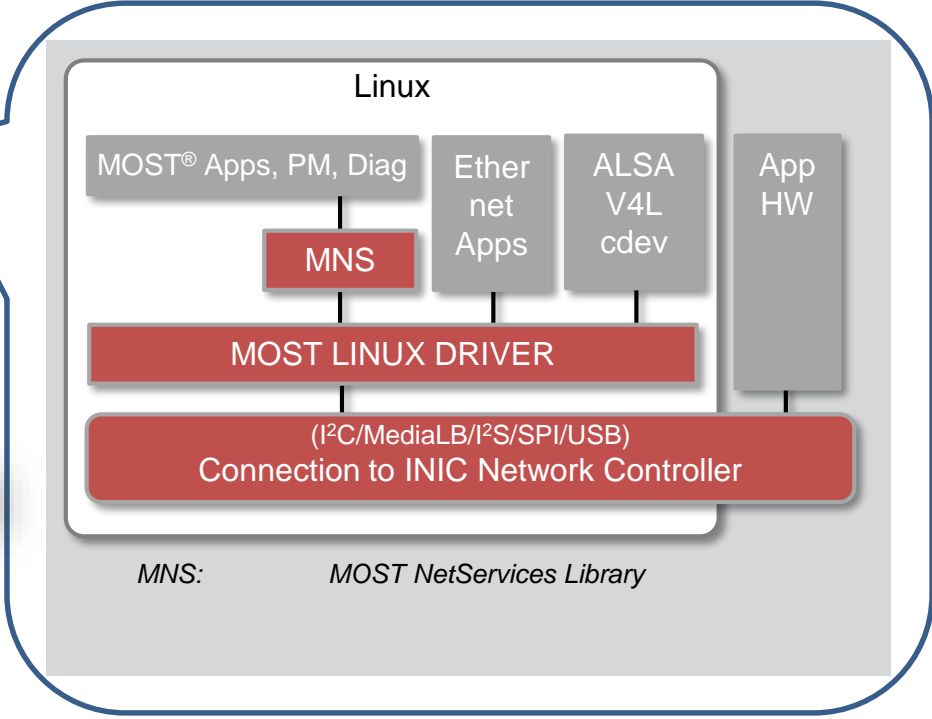 Linux
MOST® Apps, PM, Diag
Ether
net
Apps
ALSA
V4L
cdev
App
HW
MNS
MOST LINUX DRIVER
(I²C/MediaLB/I²S/SPI/USB)
Connection to INIC Network Controller
MNS: MOST NetServices Library